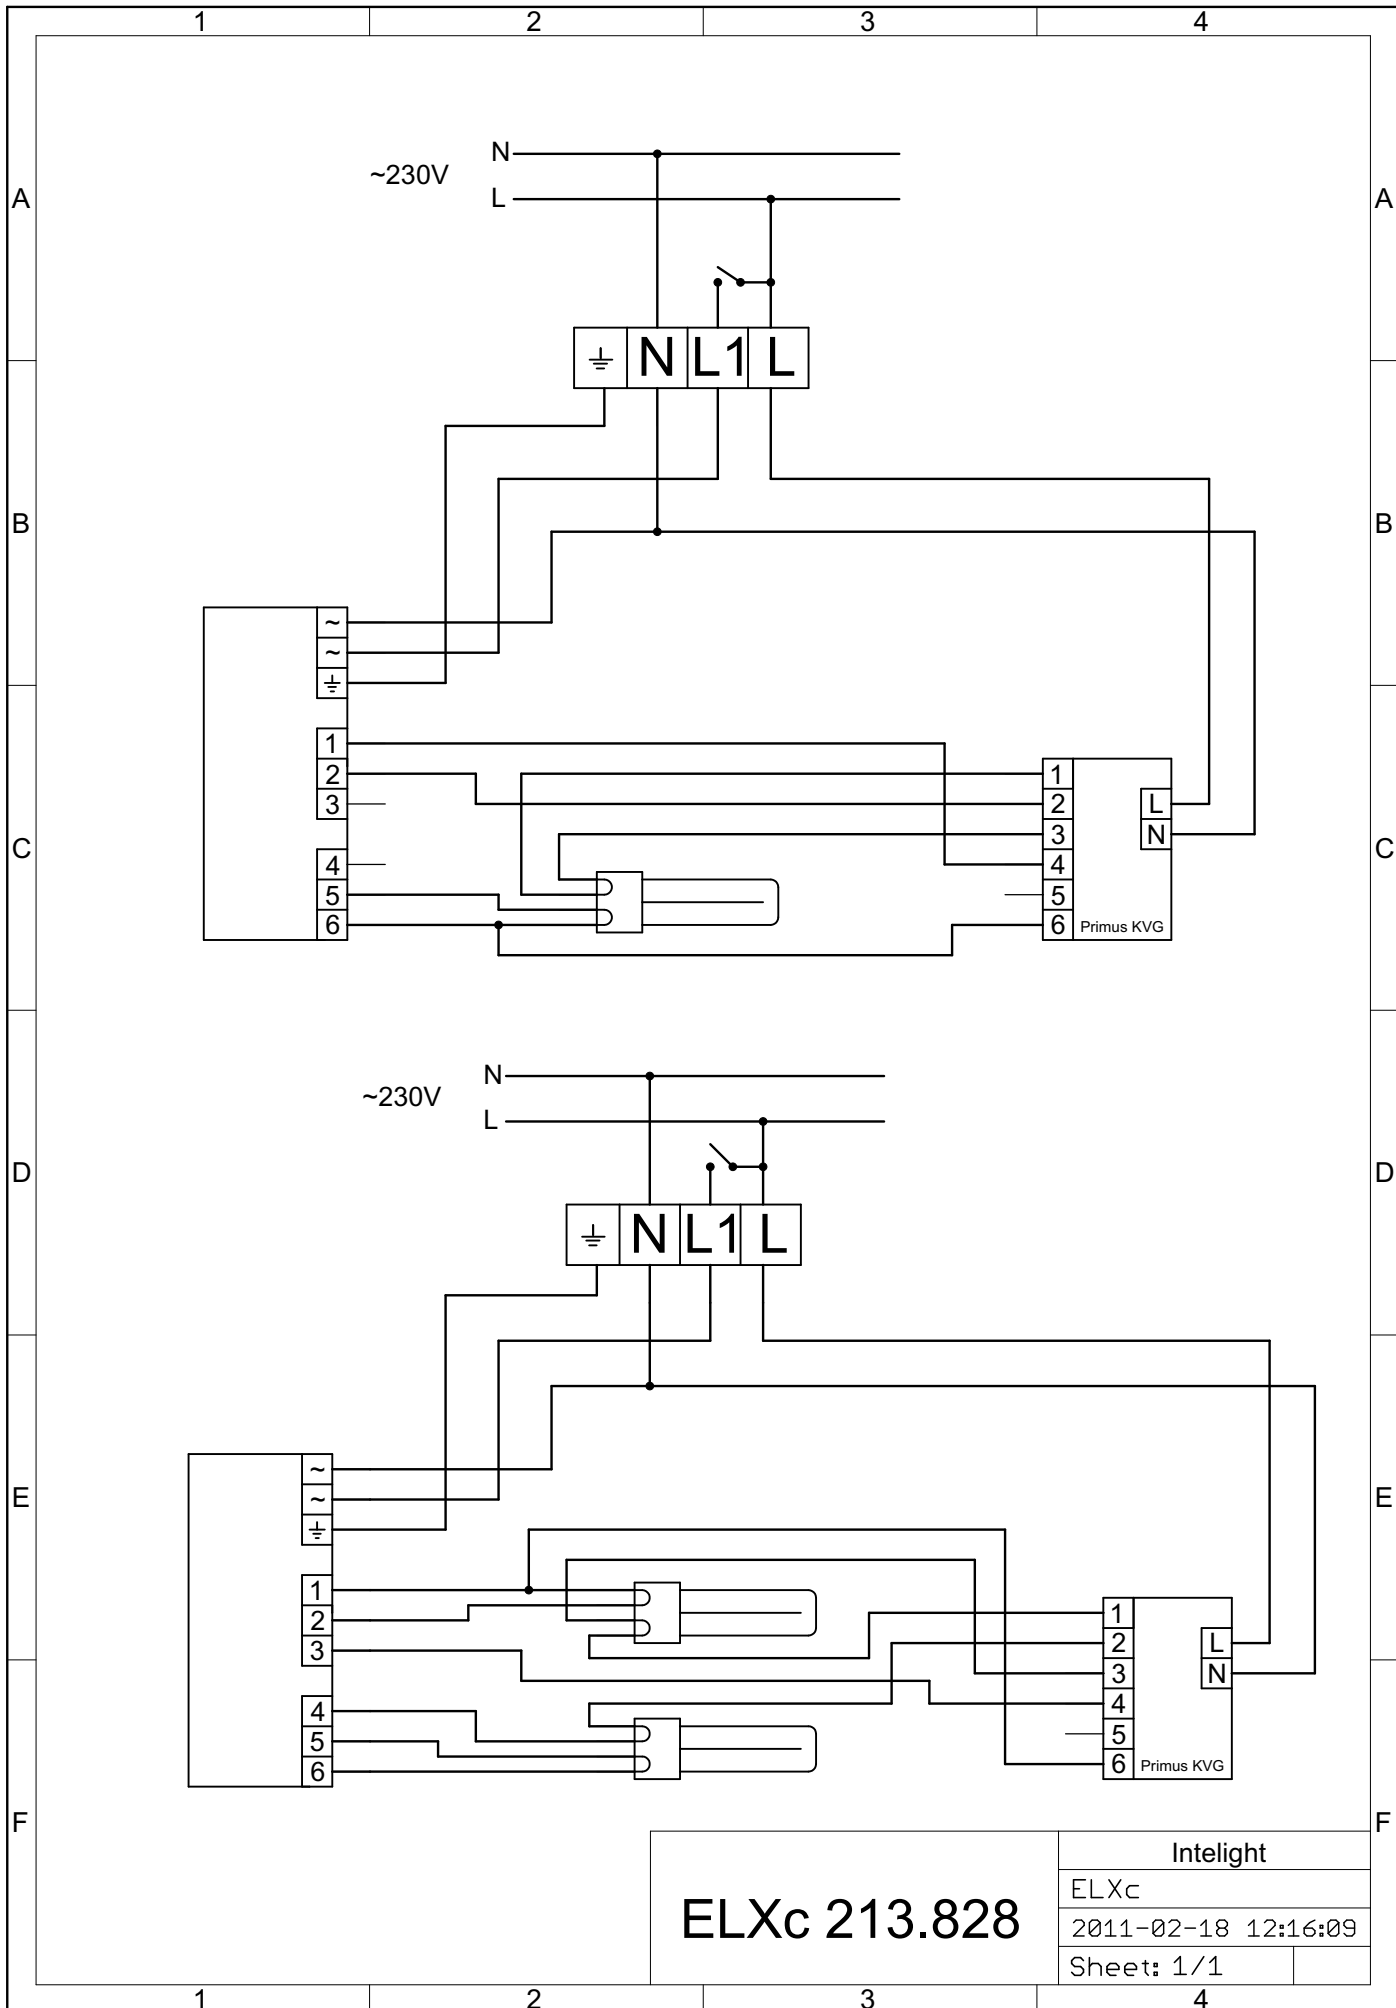 1 2 3 4
N
~230V
A L A
N L1 L
B B
~
~
1
2 1
3 2 L
3 N
C C
4 4
5 5
6 6 Primus KVG
N
~230V
L
D D
N L1 L
~
E ~ E
1
2 1
3 2 L
3 N
4 4
5 5
6 6 Primus KVG
F F
Intelight
ELXc
ELXc 213.828
2011-02-18 12:16:09
Sheet: 1/1
1 2 3 4